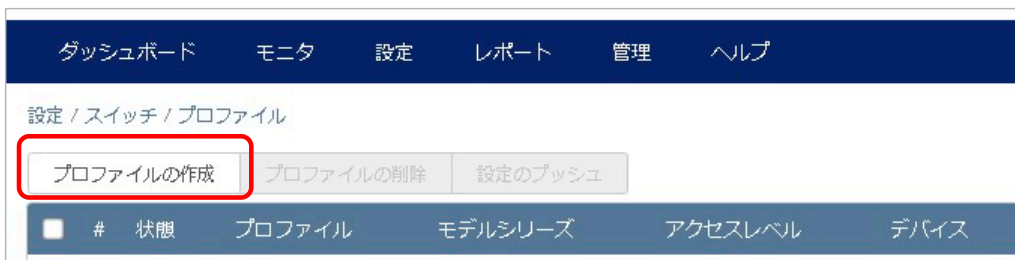 ダッシュボード モニタ 設定 レポート 管理 ヘルプ
設定 / スイッチ / プロファイル
プロファイルの作成 プロファイルの削除 設定のプッシュ
# 状態 プロファイル モデルシリーズ アクセスレベル デバイス